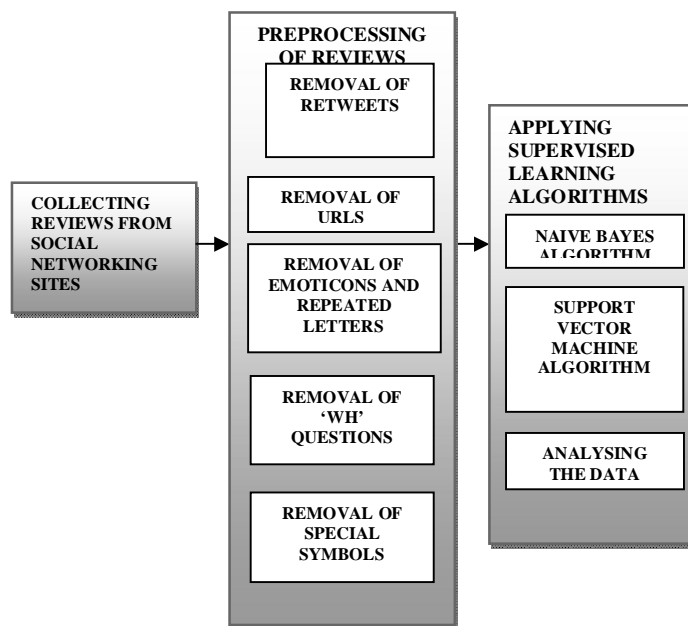 COLLECTING
REVIEWS FROM
SOCIAL
NETWORKING
SITES
PREPROCESSING
OF REVIEWS
REMOVAL OF
RETWEETS
REMOVAL OF
URLS
REMOVAL OF
EMOTICONS AND
REPEATED
LETTERS
REMOVAL OF
‘WH’
QUESTIONS
REMOVAL OF
SPECIAL
SYMBOLS
APPLYING
SUPERVISED
LEARNING
ALGORITHMS
NAIVE BAYES
ALGORITHM
SUPPORT
VECTOR
MACHINE
ALGORITHM
ANALYSING
THE DATA